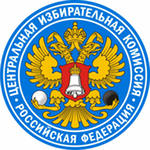 ЦЕНТРАЛЬНАЯ ИЗБИРАТЕЛЬНАЯ КОМИССИЯ
РОССИЙСКАЯ ФЕДЕРАЦИЯ